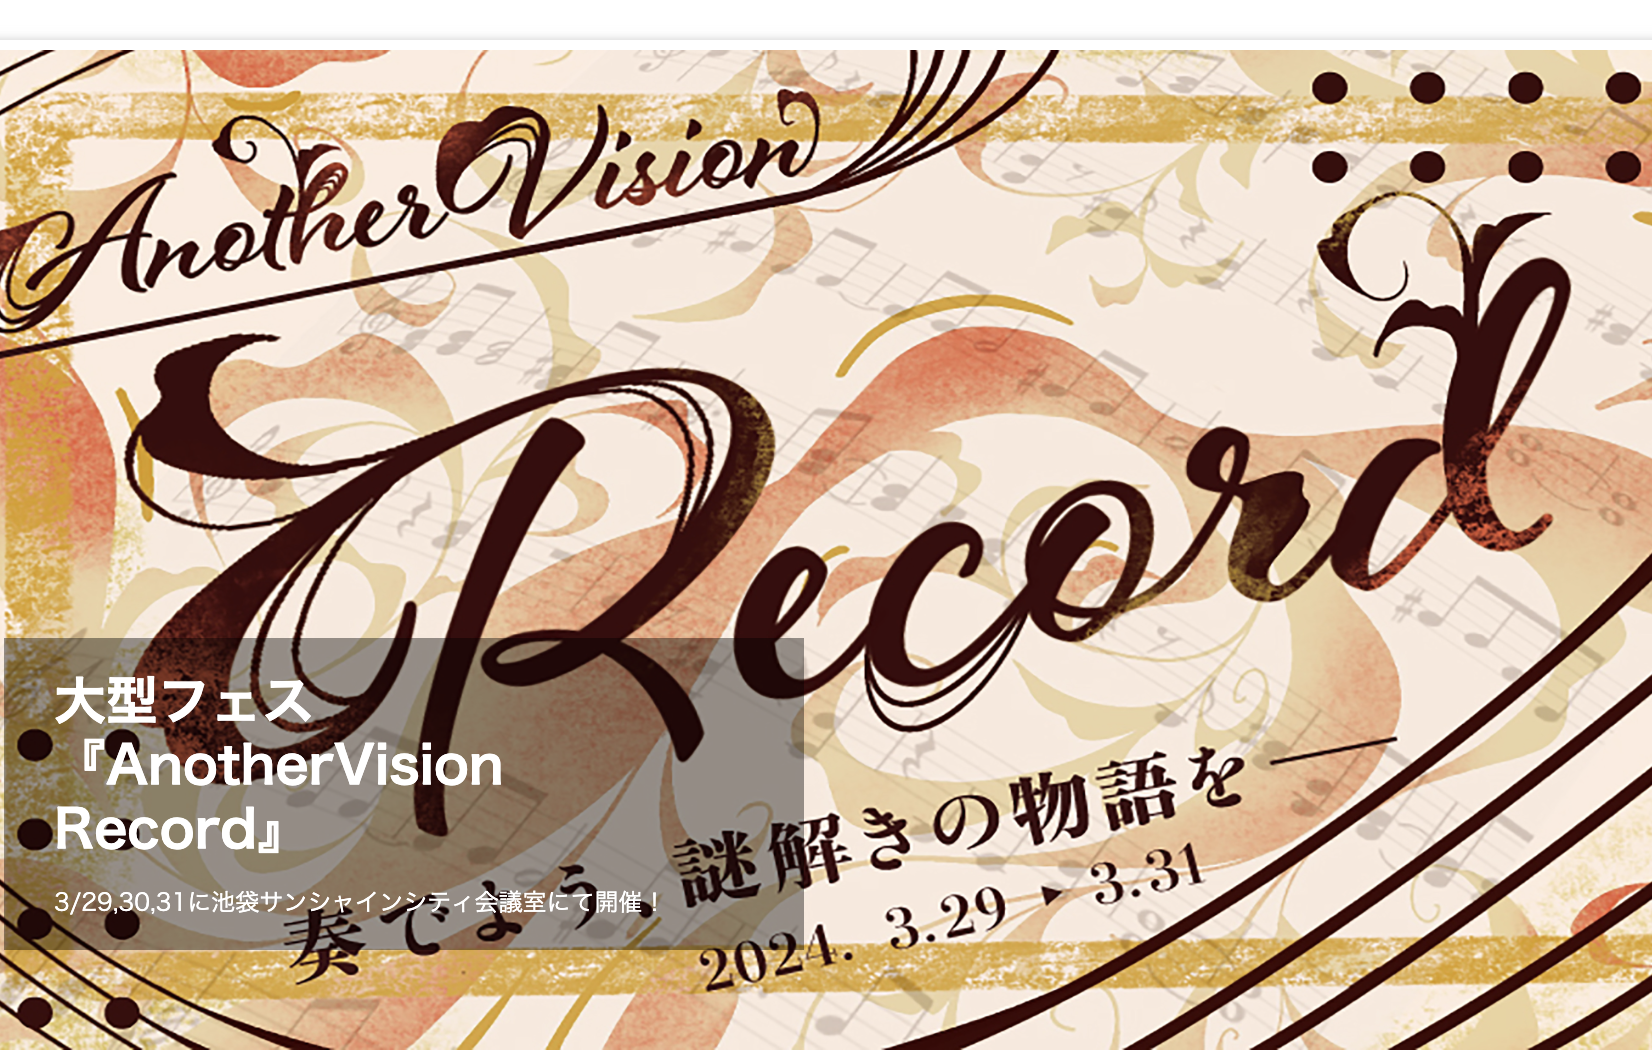 AnotherVision
Record
大型フェス
『AnotherVision
Record』
3/29,30,31に池袋サンシャインシティ会議室にて開催！
奏でよう、謎解きの物語を
2024. 3.29 ▸ 3.31